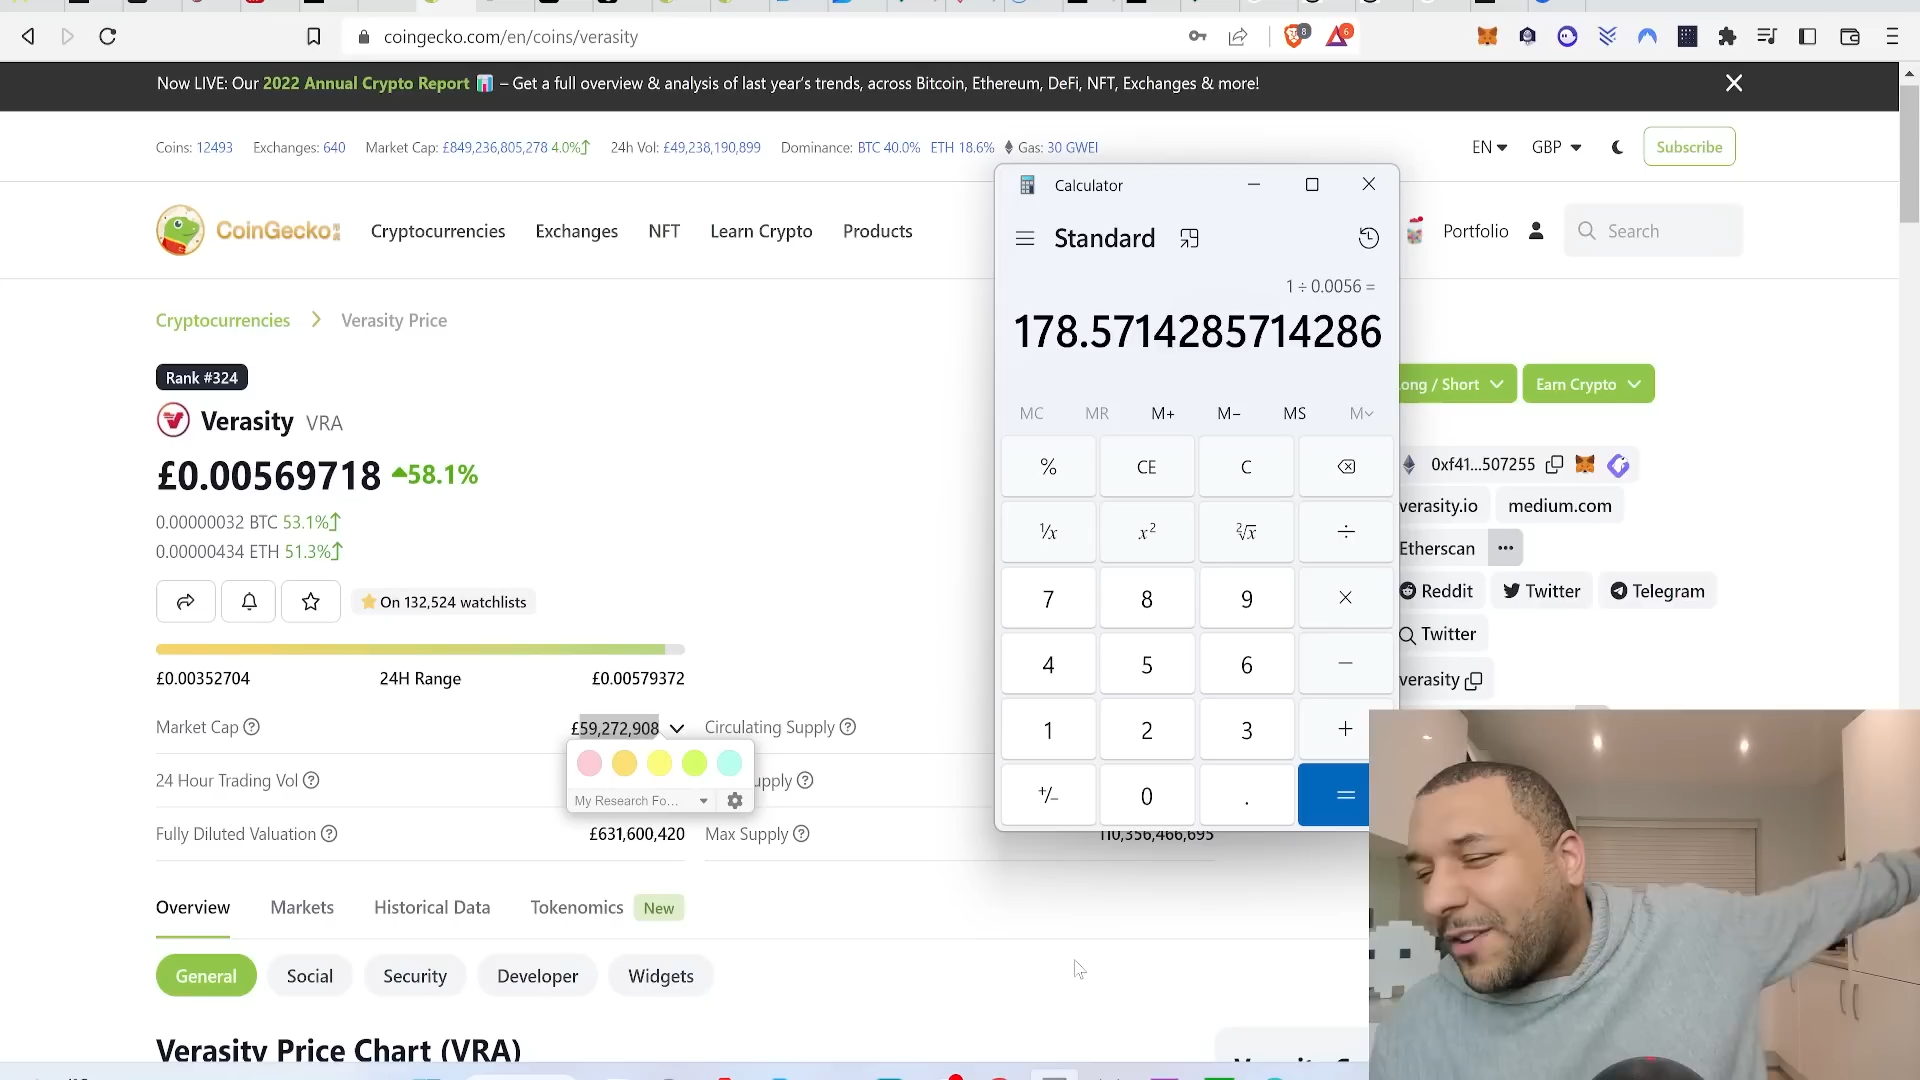 coingecko.com/en/coins/verasity
8
6
Now LIVE: Our 2022 Annual Crypto Report – Get a full overview & analysis of last year's trends, across Bitcoin, Ethereum, DeFi, NFT, Exchanges & more!
Coins: 12493 Exchanges: 640 Market Cap: £849,236,805,278 4.0% 24h Vol: £49,238,190,899 Dominance: BTC 40.0% ETH 18.6% Gas: 30 GWEI
EN GBP Subscribe
CoinGecko Cryptocurrencies Exchanges NFT Learn Crypto Products
Portfolio Search
Cryptocurrencies > Verasity Price
Rank #324
Verasity VRA
£0.00569718 58.1%
0.00000032 BTC 53.1%
0.00000434 ETH 51.3%
On 132,524 watchlists
£0.00352704 24H Range £0.00579372
Market Cap £59,272,908 Circulating Supply
24 Hour Trading Vol upply
My Research Fo...
Fully Diluted Valuation £631,600,420 Max Supply 110,356,466,695
Overview Markets Historical Data Tokenomics New
General Social Security Developer Widgets
Verasity Price Chart (VRA)
Calculator
Standard
1 ÷ 0.0056 =
178.5714285714286
MC MR M+ M− MS M˅
% CE C
⅟x x² ²√x ÷
7 8 9 ×
4 5 6 −
1 2 3 +
+/− 0 . =
ong / Short Earn Crypto
0xf41...507255
verasity.io medium.com
Etherscan ...
Reddit Twitter Telegram
Twitter
verasity